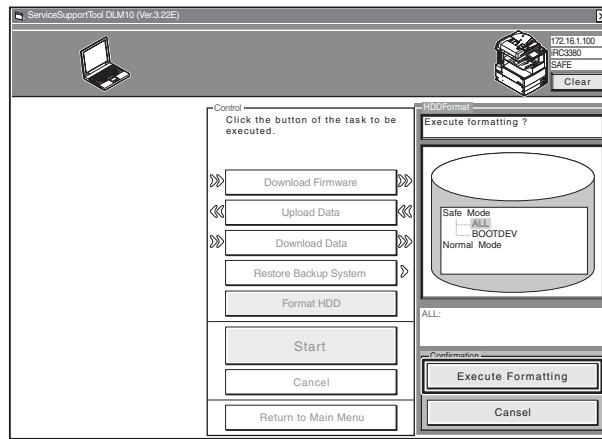 ServiceSupportTool DLM10 (Ver.3.22E)
172.16.1.100
iRC3380
SAFE
Clear
Control
Click the button of the task to be
executed.
Download Firmware
Upload Data
Download Data
Restore Backup System
Format HDD
Start
Cancel
Return to Main Menu
HDDFormat
Execute formatting ?
Safe Mode
ALL
BOOTDEV
Normal Mode
ALL:
Confirmation
Execute Formatting
Cansel